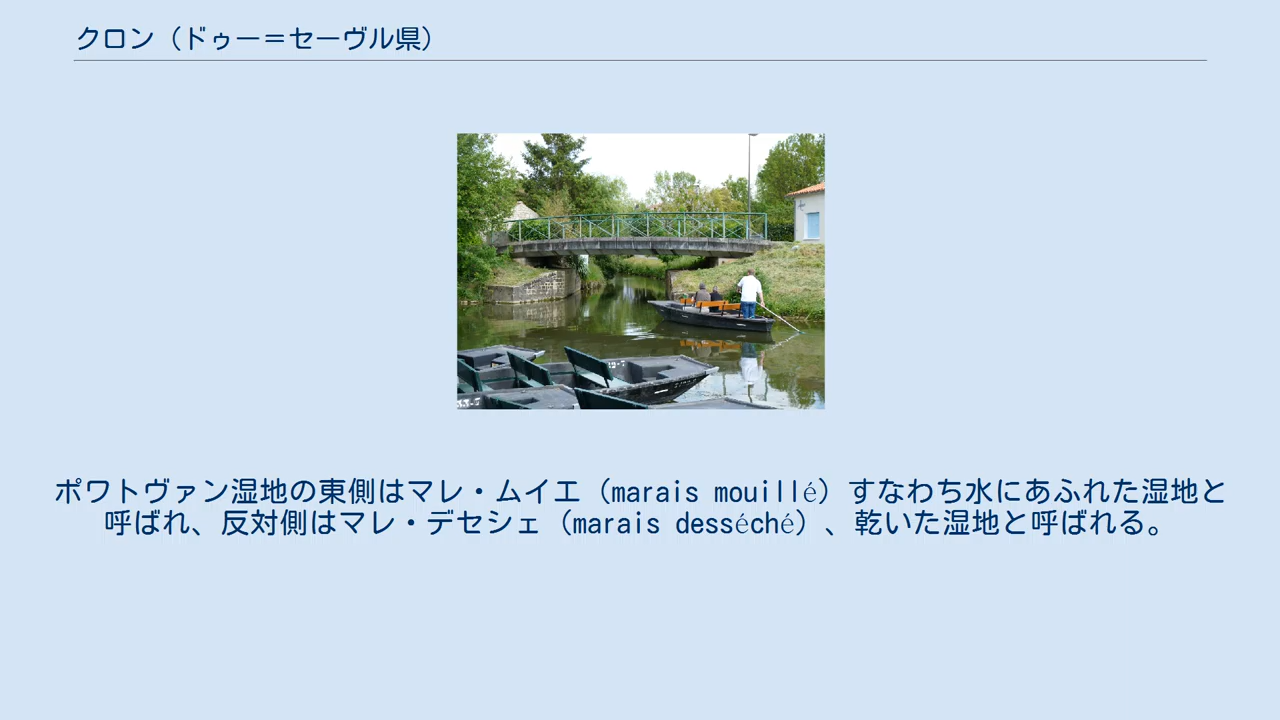 クロン（ドゥー＝セーヴル県）
ポワトヴァン湿地の東側はマレ・ムイエ（marais mouillé）すなわち水にあふれた湿地と
呼ばれ、反対側はマレ・デセシェ（marais desséché）、乾いた湿地と呼ばれる。